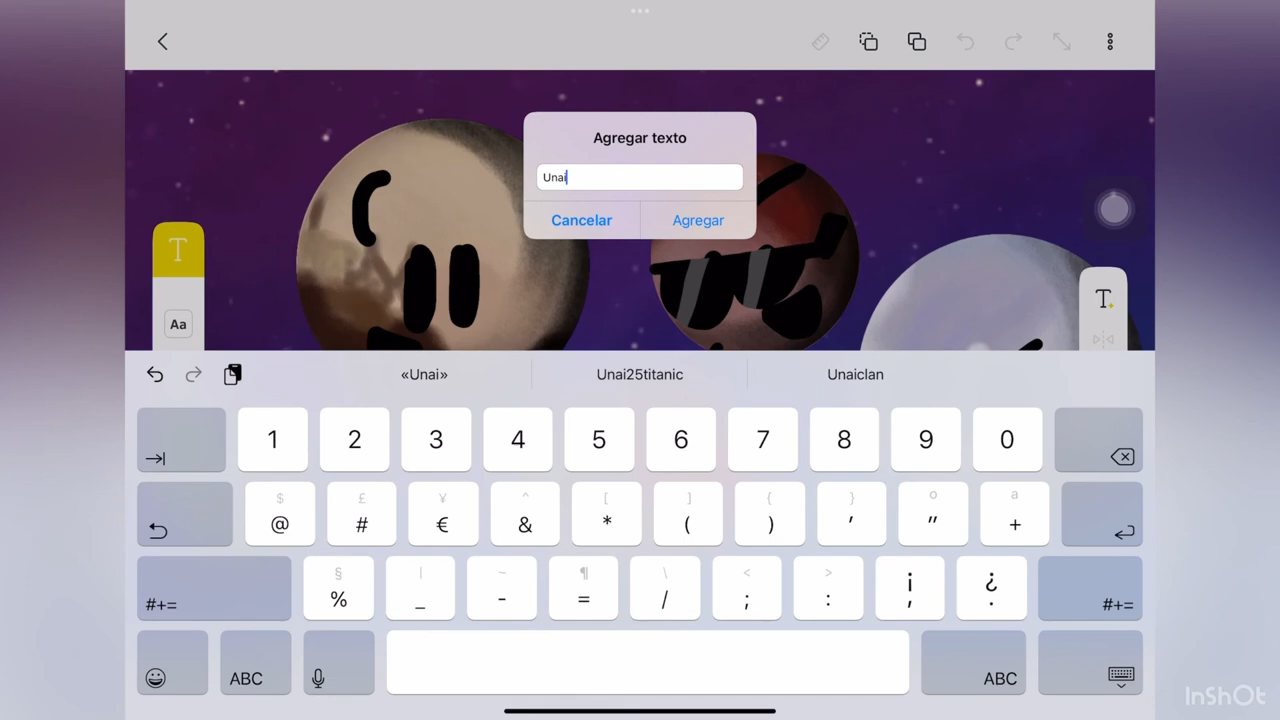 Agregar texto
Unai
Cancelar Agregar
T
Aa
T
«Unai» Unai25titanic Unaiclan
1 2 3 4 5 6 7 8 9 0
$ £ ¥ ^ [ ] { } o a
@ # € & * ( ) ' " +
§ | ~ ¶ \ < > ¡ ¿
#+= % _ - = / ; : , . #+=
ABC ABC
InShOt